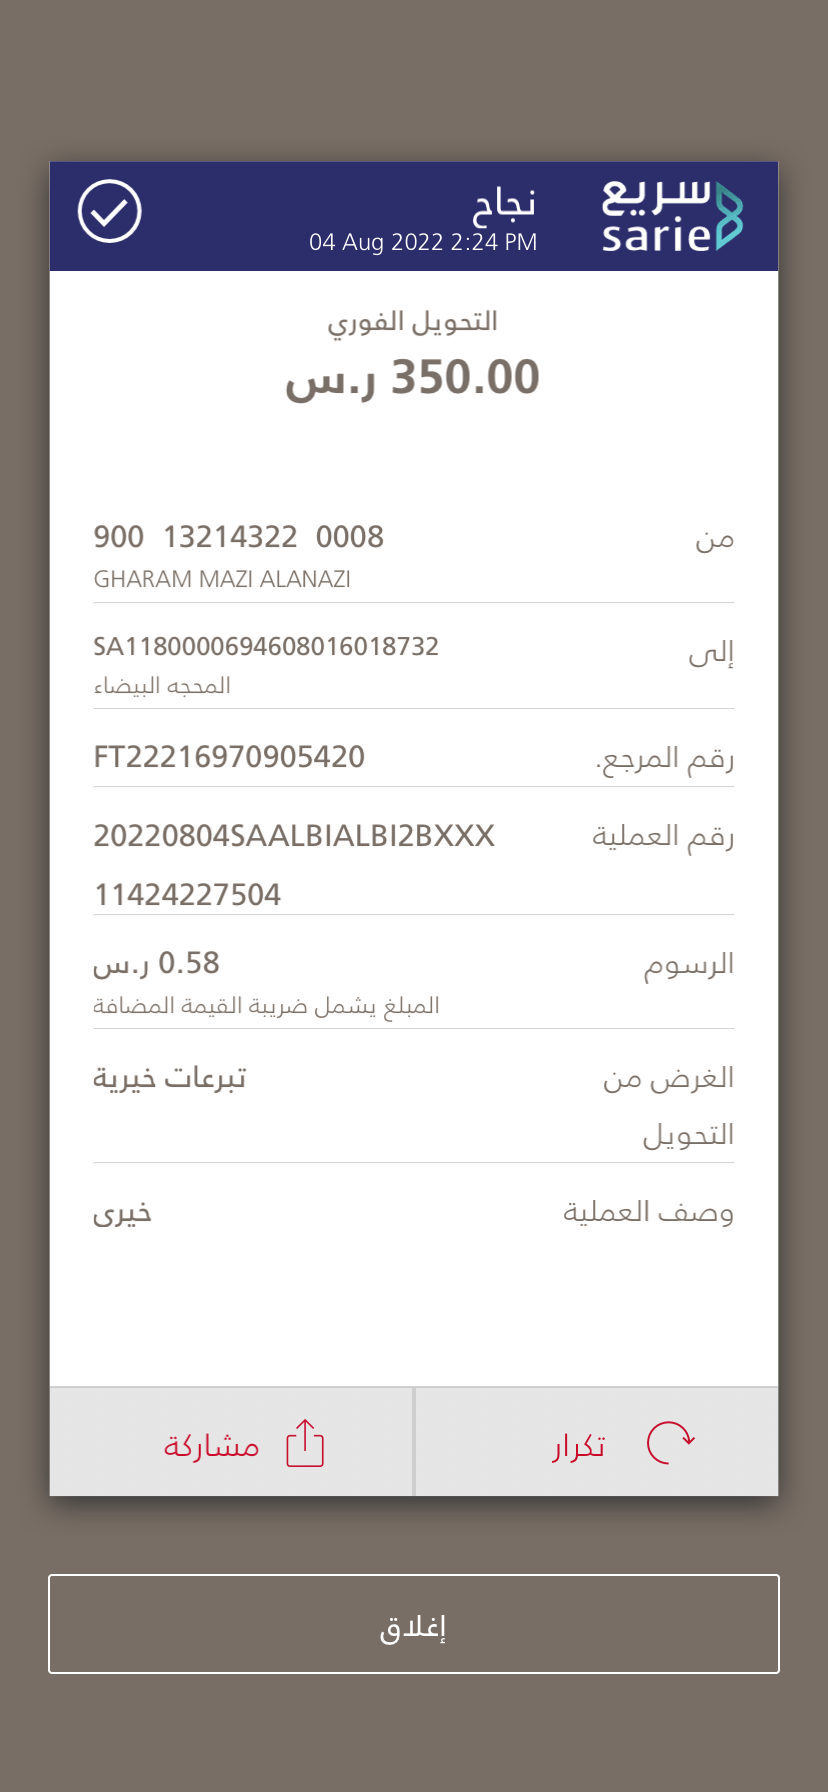 سريع
sarie
نجاح
04 Aug 2022 2:24 PM
التحويل الفوري
350.00 ر.س
من
900 13214322 0008
GHARAM MAZI ALANAZI
إلى
SA1180000694608016018732
المحجه البيضاء
رقم المرجع.
FT22216970905420
رقم العملية
20220804SAALBIALBI2BXXX
11424227504
الرسوم
0.58 ر.س
المبلغ يشمل ضريبة القيمة المضافة
الغرض من
التحويل
تبرعات خيرية
وصف العملية
خيرى
تكرار
مشاركة
إغلاق